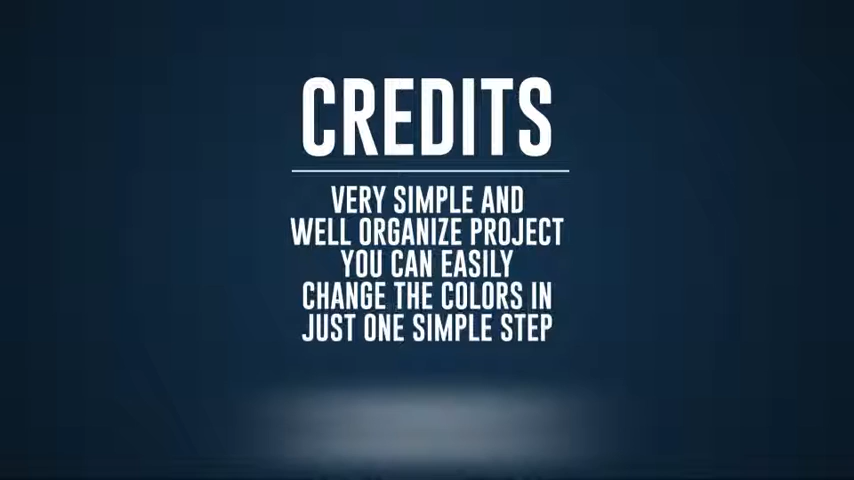 CREDITS
VERY SIMPLE AND
WELL ORGANIZE PROJECT
YOU CAN EASILY
CHANGE THE COLORS IN
JUST ONE SIMPLE STEP